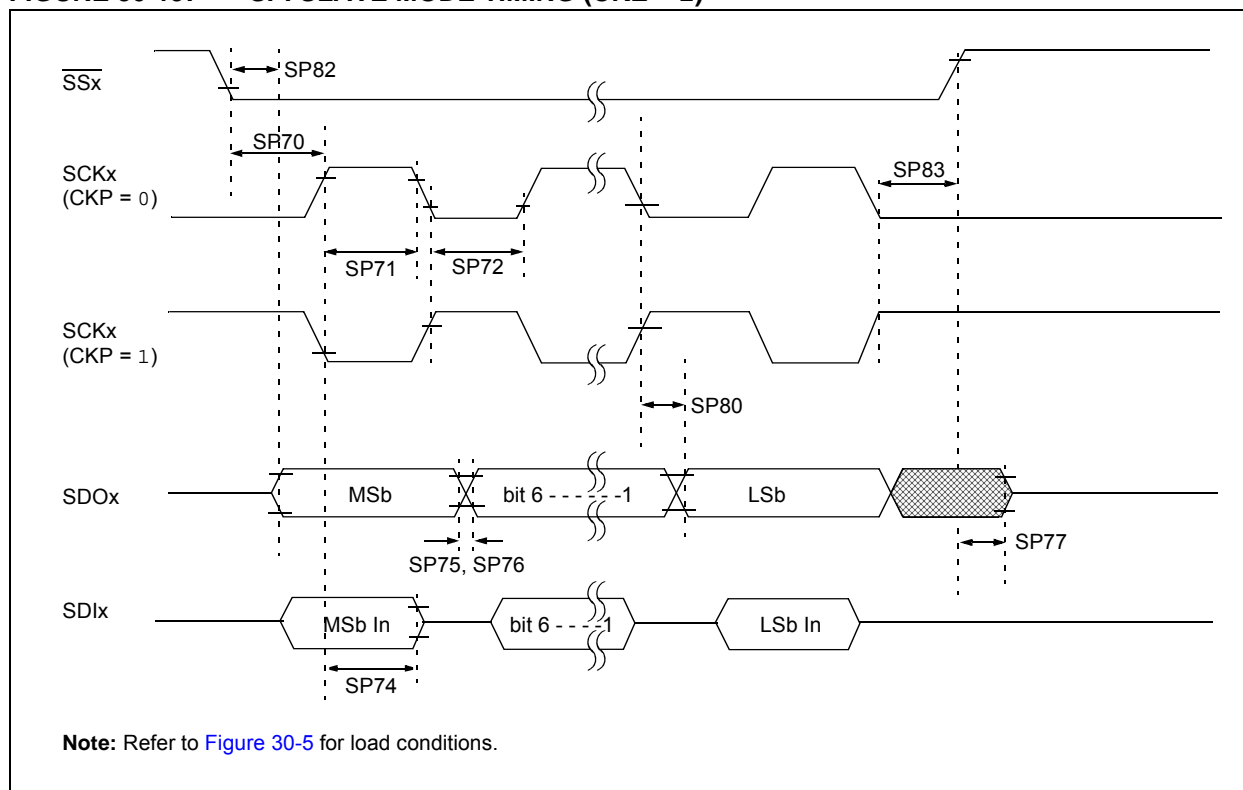 SP82
SSx
SP70
SCKx
(CKP = 0)
SP83
SP71
SP72
SCKx
(CKP = 1)
SP80
SDOx
MSb
bit 6 - - - - - -1
LSb
SP77
SP75, SP76
SDIx
MSb In
bit 6 - - - -1
LSb In
SP74
Note: Refer to Figure 30-5 for load conditions.